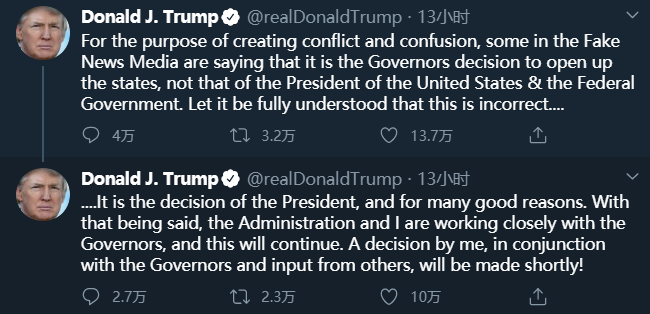 Donald J. Trump @realDonaldTrump · 13小时
For the purpose of creating conflict and confusion, some in the Fake
News Media are saying that it is the Governors decision to open up
the states, not that of the President of the United States & the Federal
Government. Let it be fully understood that this is incorrect....
4万 3.2万 13.7万
Donald J. Trump @realDonaldTrump · 13小时
....It is the decision of the President, and for many good reasons. With
that being said, the Administration and I are working closely with the
Governors, and this will continue. A decision by me, in conjunction
with the Governors and input from others, will be made shortly!
2.7万 2.3万 10万